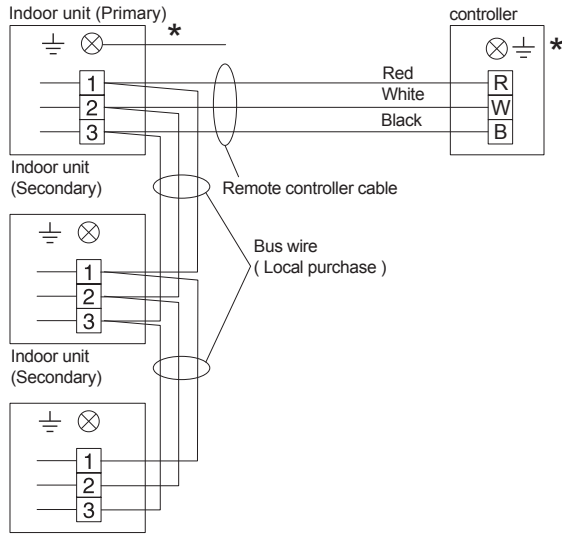 Indoor unit (Primary)
*
controller
*
1
2
3
Red
White
Black
R
W
B
Indoor unit
(Secondary)
Remote controller cable
Bus wire
( Local purchase )
1
2
3
Indoor unit
(Secondary)
1
2
3